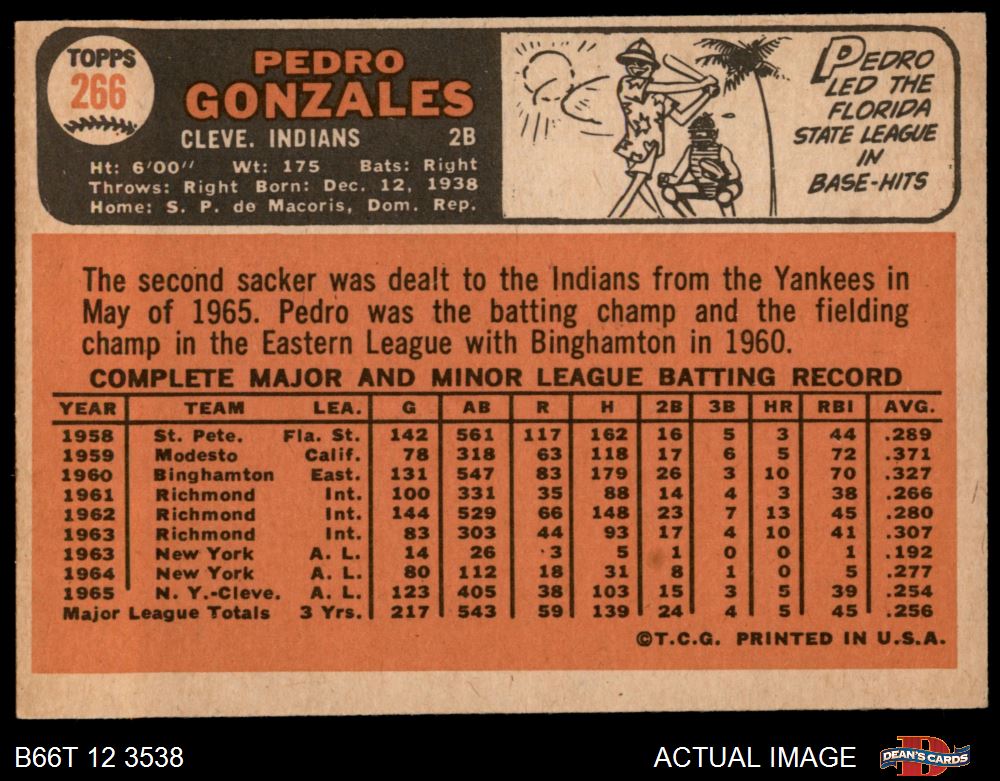 TOPPS
266
PEDRO
GONZALES
CLEVE. INDIANS 2B
Ht: 6'00" Wt: 175 Bats: Right
Throws: Right Born: Dec. 12, 1938
Home: S. P. de Macoris, Dom. Rep.
PEDRO
LED THE
FLORIDA
STATE LEAGUE
IN
BASE-HITS
The second sacker was dealt to the Indians from the Yankees in
May of 1965. Pedro was the batting champ and the fielding
champ in the Eastern League with Binghamton in 1960.
COMPLETE MAJOR AND MINOR LEAGUE BATTING RECORD
YEAR TEAM LEA. G AB R H 2B 3B HR RBI AVG.
1958 St. Pete. Fla. St. 142 561 117 162 16 5 3 44 .289
1959 Modesto Calif. 78 318 63 118 17 6 5 72 .371
1960 Binghamton East. 131 547 83 179 26 3 10 70 .327
1961 Richmond Int. 100 331 35 88 14 4 3 38 .266
1962 Richmond Int. 144 529 66 148 23 7 13 45 .280
1963 Richmond Int. 83 303 44 93 17 4 10 41 .307
1963 New York A. L. 14 26 3 5 1 0 0 1 .192
1964 New York A. L. 80 112 18 31 8 1 0 5 .277
1965 N. Y.-Cleve. A. L. 123 405 38 103 15 3 5 39 .254
Major League Totals 3 Yrs. 217 543 59 139 24 4 5 45 .256
©T.C.G. PRINTED IN U.S.A.
B66T 12 3538 ACTUAL IMAGE DEAN'S CARDS